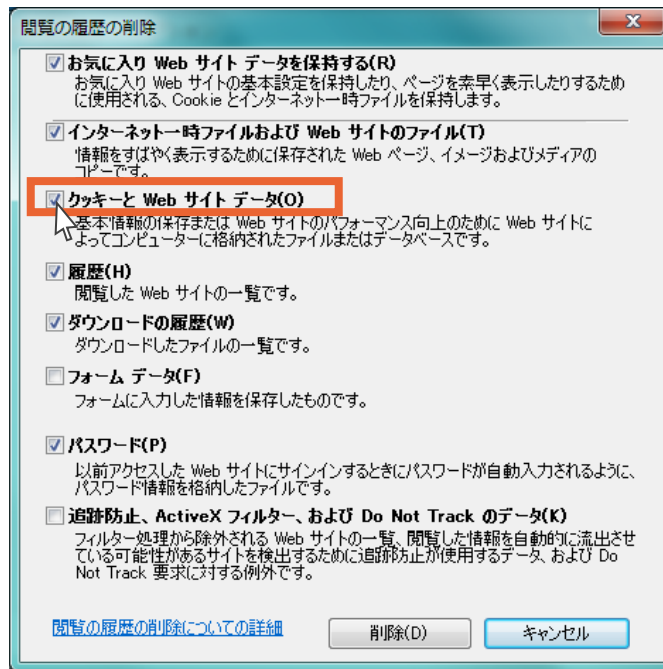 閲覧の履歴の削除
お気に入り Web サイト データを保持する(R)
お気に入り Web サイトの基本設定を保持したり、ページを素早く表示したりするため
に使用される、Cookie とインターネット一時ファイルを保持します。
インターネット一時ファイルおよび Web サイトのファイル(T)
情報をすばやく表示するために保存された Web ページ、イメージおよびメディアの
コピーです。
クッキーと Web サイト データ(O)
基本情報の保存または Web サイトのパフォーマンス向上のために Web サイトに
よってコンピューターに格納されたファイルまたはデータベースです。
履歴(H)
閲覧した Web サイトの一覧です。
ダウンロードの履歴(W)
ダウンロードしたファイルの一覧です。
フォーム データ(F)
フォームに入力した情報を保存したものです。
パスワード(P)
以前アクセスした Web サイトにサインインするときにパスワードが自動入力されるように、
パスワード情報を格納したファイルです。
追跡防止、ActiveX フィルター、および Do Not Track のデータ(K)
フィルター処理から除外される Web サイトの一覧、閲覧した情報を自動的に流出させ
ている可能性があるサイトを検出するために追跡防止が使用するデータ、および Do
Not Track 要求に対する例外です。
閲覧の履歴の削除についての詳細
削除(D)
キャンセル